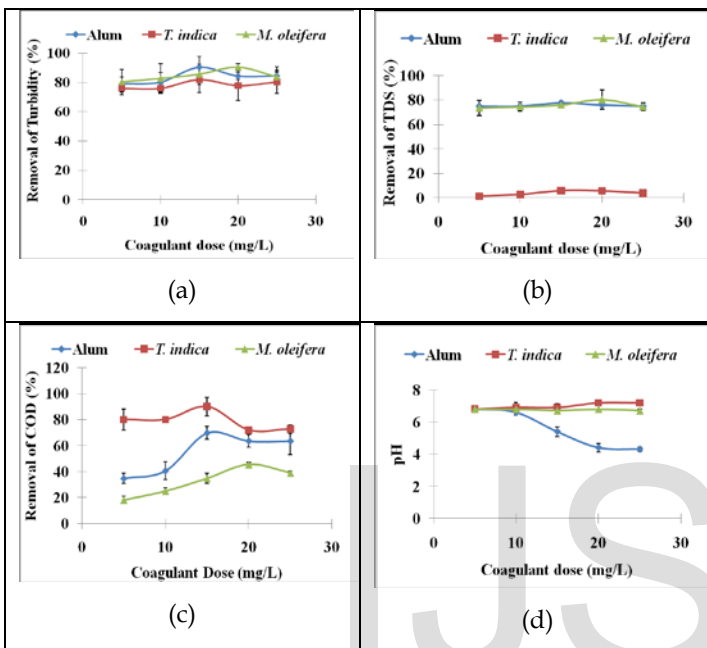 Alum T. indica M. oleifera
Removal of Turbidity (%)
100
80
60
40
20
0
0 10 20 30
Coagulant dose (mg/L)
(a)
Alum T. indica M. oleifera
Removal of TDS (%)
100
80
60
40
20
0
0 10 20 30
Coagulant dose (mg/L)
(b)
Alum T. indica M. oleifera
Removal of COD (%)
120
100
80
60
40
20
0
0 10 20 30
Coagulant Dose (mg/L)
(c)
Alum T. indica M. oleifera
pH
8
6
4
2
0
0 10 20 30
Coagulant dose (mg/L)
(d)
IJS